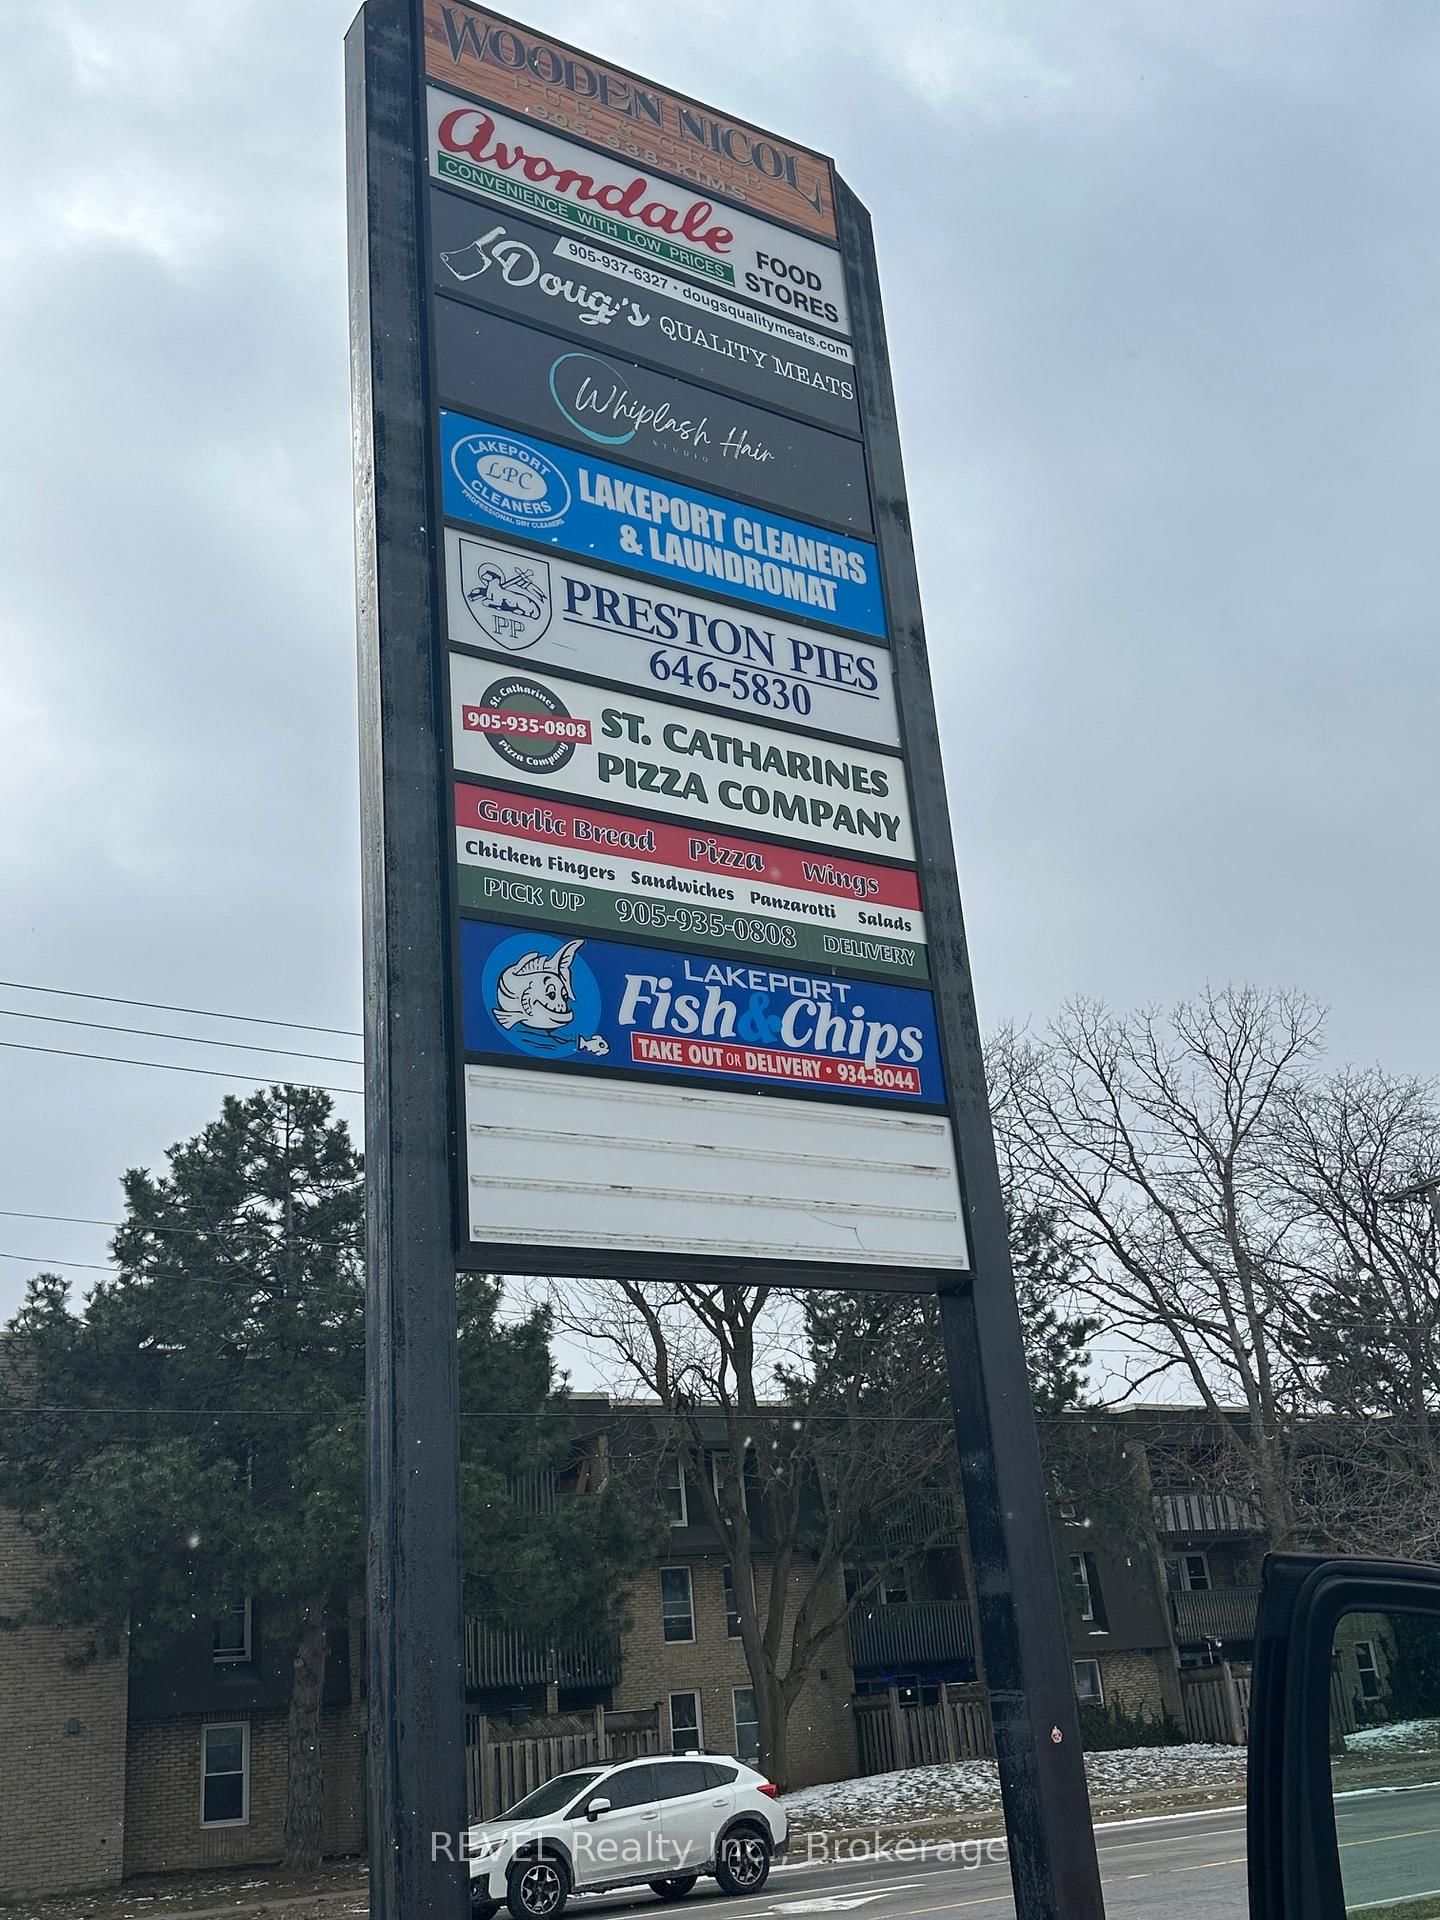 WOODEN NICOL
PUB & GRUB
905-938-KIMS
Avondale
CONVENIENCE WITH LOW PRICES
FOOD
STORES
905-937-6327 • dougsqualitymeats.com
Doug's QUALITY MEATS
Whiplash Hair
STUDIO
LAKEPORT
LPC
CLEANERS
PROFESSIONAL DRY CLEANERS
LAKEPORT CLEANERS
& LAUNDROMAT
PP
PRESTON PIES
646-5830
St. Catharines
905-935-0808
Pizza Company
ST. CATHARINES
PIZZA COMPANY
Garlic Bread Pizza Wings
Chicken Fingers Sandwiches Panzarotti Salads
PICK UP 905-935-0808 DELIVERY
LAKEPORT
Fish & Chips
TAKE OUT OR DELIVERY • 934-8044
REVEL Realty Inc., Brokerage